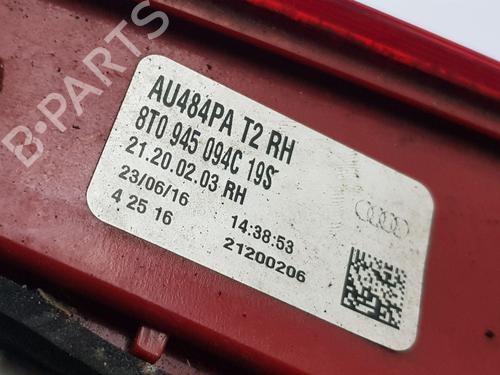 B-PARTS
AU484PA T2 RH
8T0 945 094C 19S
21.20.02.03 RH
23/06/16 14:38:53
4 25 16 21200206